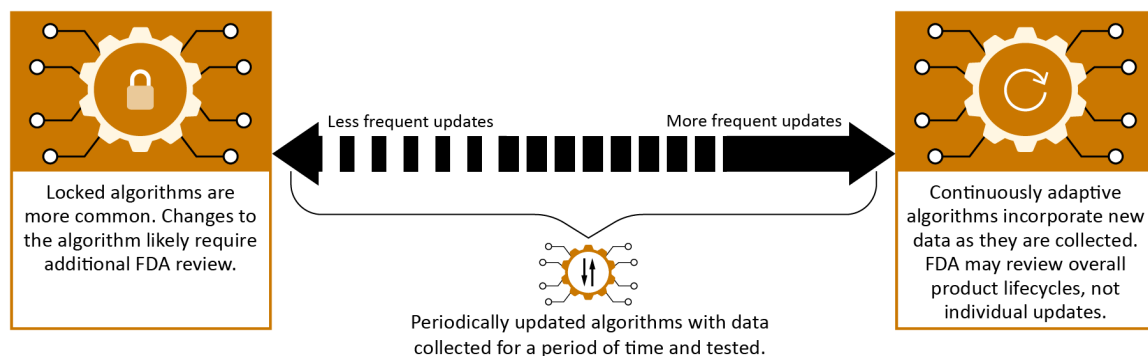 Less frequent updates
More frequent updates
Locked algorithms are
more common. Changes to
the algorithm likely require
additional FDA review.
Continuously adaptive
algorithms incorporate new
data as they are collected.
FDA may review overall
product lifecycles, not
individual updates.
Periodically updated algorithms with data
collected for a period of time and tested.